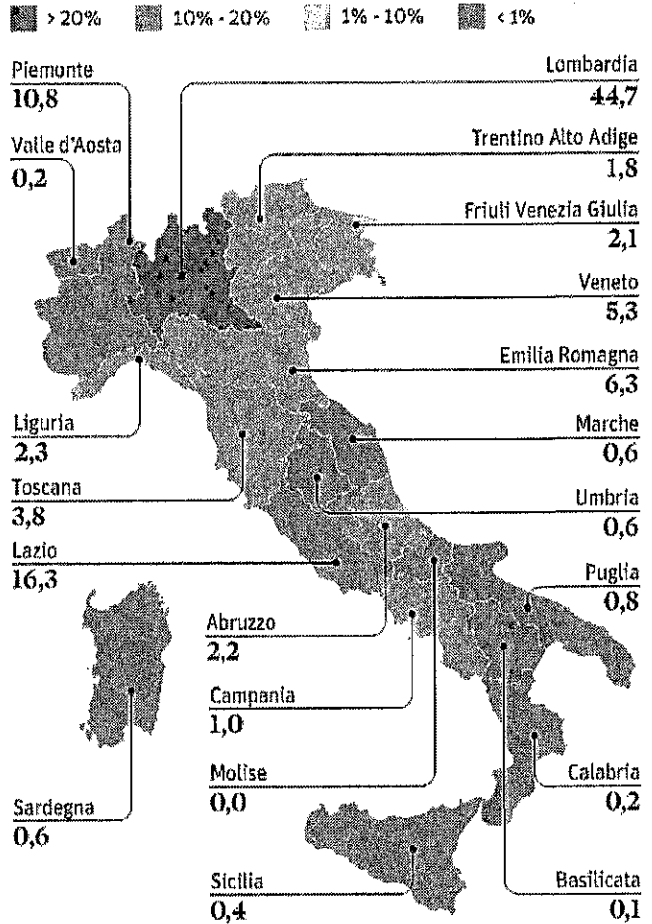 > 20% 10% - 20% 1% - 10% < 1%
Piemonte
10,8
Lombardia
44,7
Valle d'Aosta
0,2
Trentino Alto Adige
1,8
Friuli Venezia Giulia
2,1
Veneto
5,3
Emilia Romagna
6,3
Liguria
2,3
Marche
0,6
Toscana
3,8
Umbria
0,6
Lazio
16,3
Puglia
0,8
Abruzzo
2,2
Campania
1,0
Molise
0,0
Calabria
0,2
Sardegna
0,6
Sicilia
0,4
Basilicata
0,1